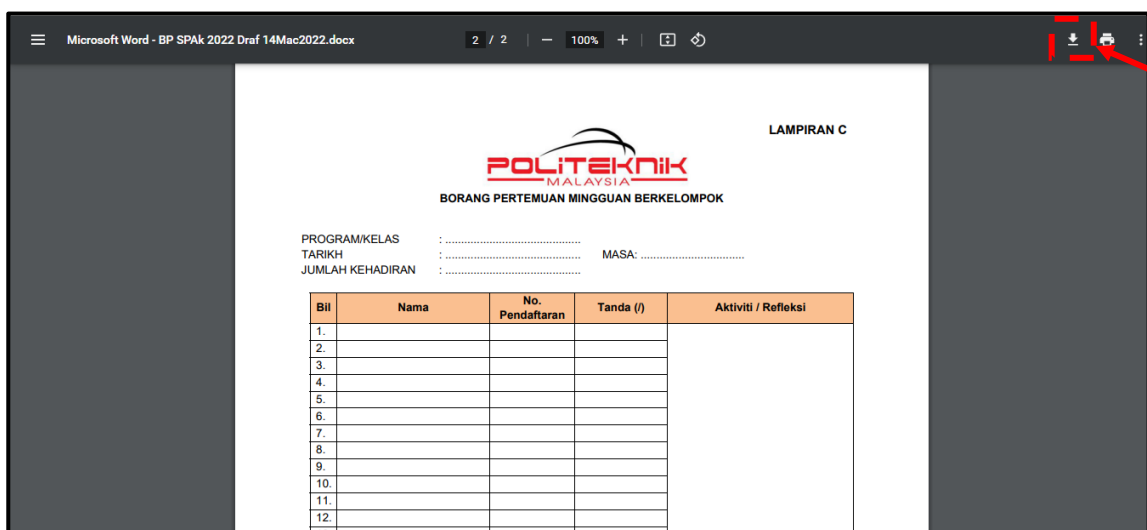 Microsoft Word - BP SPAk 2022 Draf 14Mac2022.docx 2 / 2 100%
LAMPIRAN C
POLiTEKNiK
MALAYSIA
BORANG PERTEMUAN MINGGUAN BERKELOMPOK
PROGRAM/KELAS : ...........................................
TARIKH : ........................................... MASA: .................................
JUMLAH KEHADIRAN : ...........................................
Bil Nama No. Pendaftaran Tanda (/) Aktiviti / Refleksi
1.
2.
3.
4.
5.
6.
7.
8.
9.
10.
11.
12.